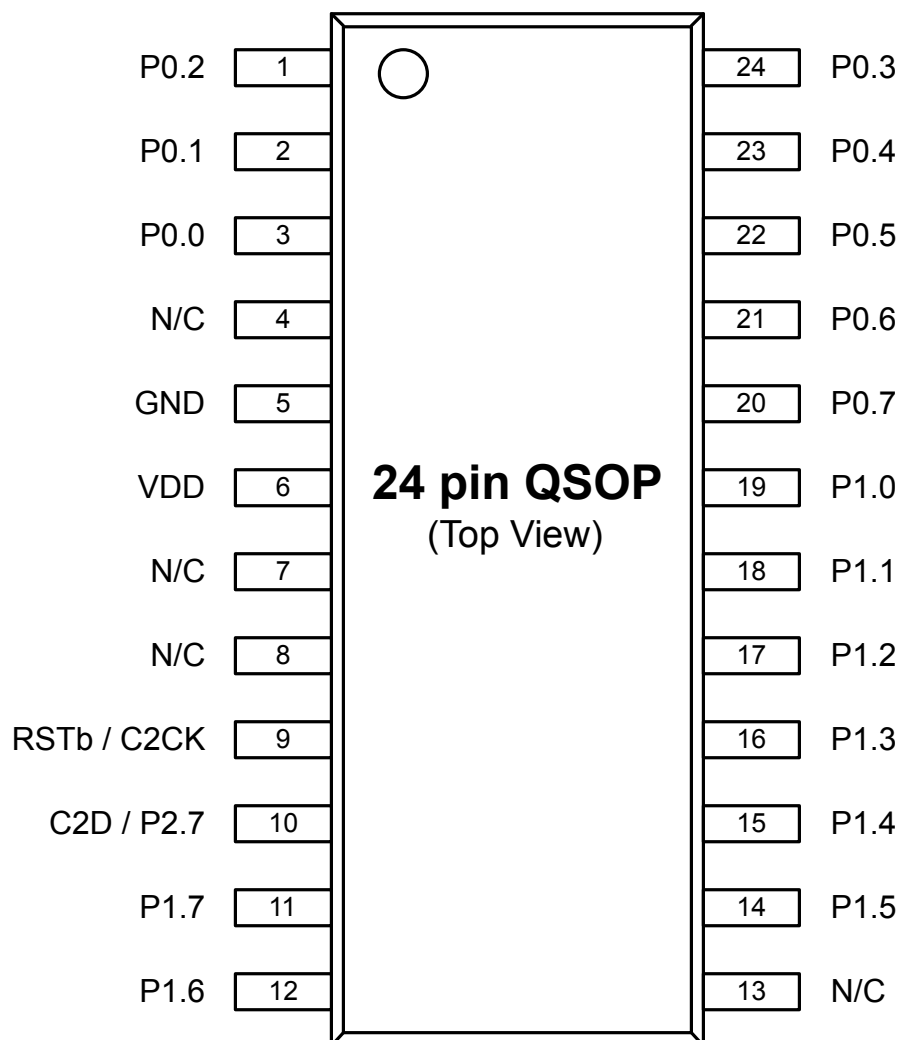 P0.2 1 24 P0.3
P0.1 2 23 P0.4
P0.0 3 22 P0.5
N/C 4 21 P0.6
GND 5 20 P0.7
VDD 6 19 P1.0
24 pin QSOP
(Top View)
N/C 7 18 P1.1
N/C 8 17 P1.2
RSTb / C2CK 9 16 P1.3
C2D / P2.7 10 15 P1.4
P1.7 11 14 P1.5
P1.6 12 13 N/C